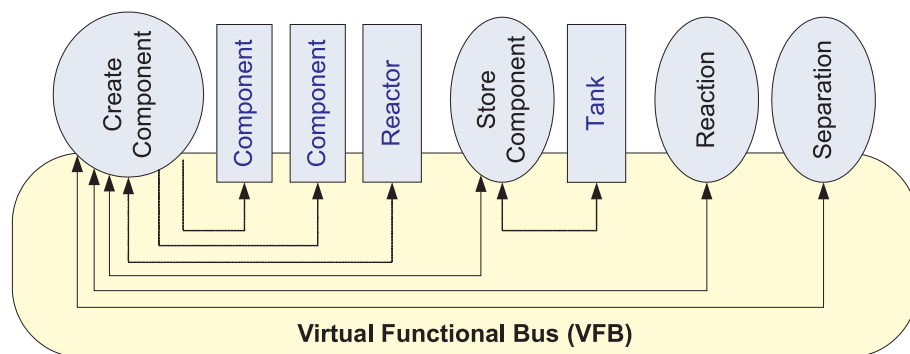 Create
Component
Component
Component
Reactor
Store
Component
Tank
Reaction
Separation
Virtual Functional Bus (VFB)